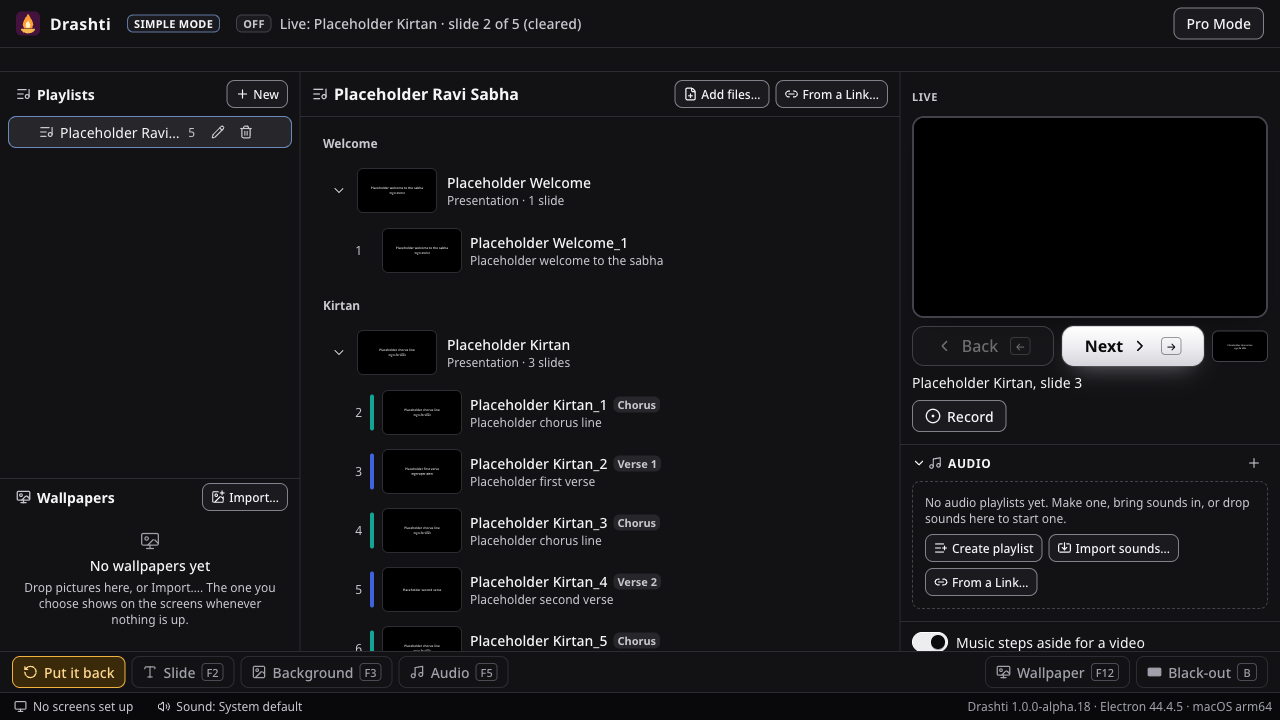 Drashti
SIMPLE MODE
OFF
Live: Placeholder Kirtan · slide 2 of 5 (cleared)
Pro Mode
Playlists
New
Placeholder Ravi... 5
Placeholder Ravi Sabha
Add files...
From a Link...
Welcome
Placeholder Welcome
Presentation · 1 slide
1
Placeholder Welcome_1
Placeholder welcome to the sabha
Kirtan
Placeholder Kirtan
Presentation · 3 slides
2
Placeholder Kirtan_1 Chorus
Placeholder chorus line
3
Placeholder Kirtan_2 Verse 1
Placeholder first verse
4
Placeholder Kirtan_3 Chorus
Placeholder chorus line
5
Placeholder Kirtan_4 Verse 2
Placeholder second verse
6
Placeholder Kirtan_5 Chorus
Wallpapers
Import...
No wallpapers yet
Drop pictures here, or Import.... The one you
choose shows on the screens whenever
nothing is up.
LIVE
Back ←
Next →
Placeholder Kirtan, slide 3
Record
AUDIO
No audio playlists yet. Make one, bring sounds in, or drop
sounds here to start one.
Create playlist
Import sounds...
From a Link...
Music steps aside for a video
Put it back
Slide F2
Background F3
Audio F5
Wallpaper F12
Black-out B
No screens set up
Sound: System default
Drashti 1.0.0-alpha.18 · Electron 44.4.5 · macOS arm64